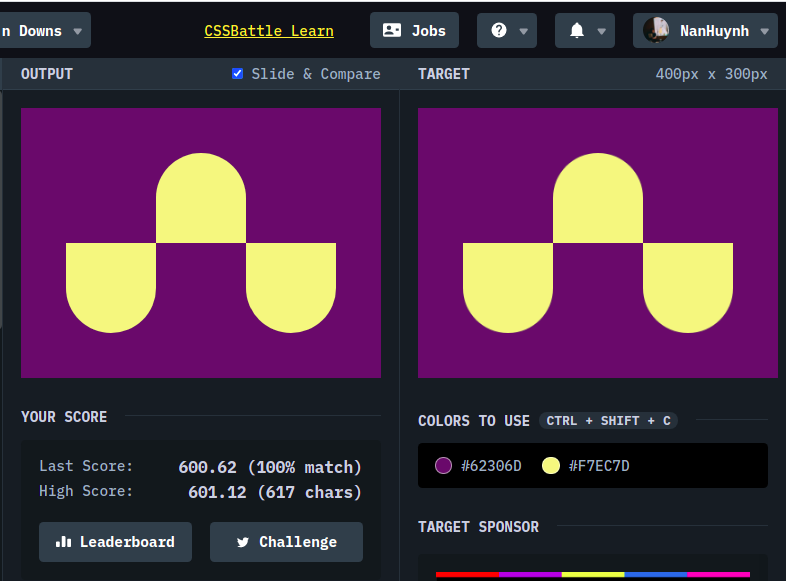 n Downs
CSSBattle Learn
Jobs
NanHuynh
OUTPUT
Slide & Compare
TARGET
400px x 300px
YOUR SCORE
Last Score: 600.62 (100% match)
High Score: 601.12 (617 chars)
Leaderboard
Challenge
COLORS TO USE CTRL + SHIFT + C
#62306D
#F7EC7D
TARGET SPONSOR